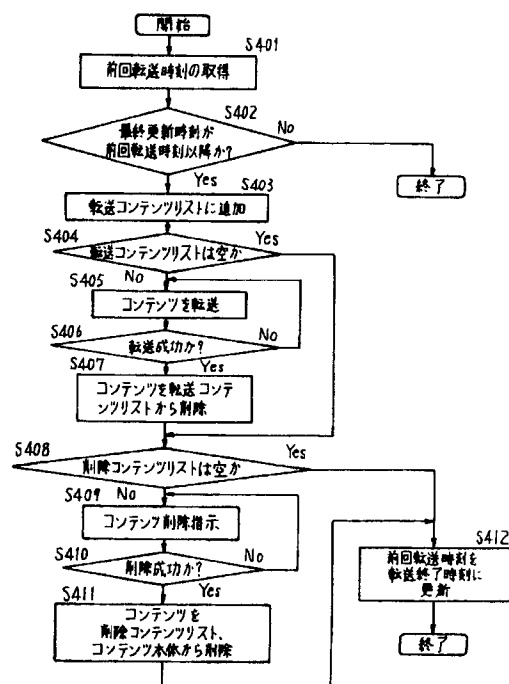 開始
S401
前回転送時刻の取得
S402
最終更新時刻が
前回転送時刻以降か?
No
終了
Yes
S403
転送コンテンツリストに追加
S404
転送コンテンツリストは空か
Yes
No
S405
コンテンツを転送
S406
転送成功か?
No
Yes
S407
コンテンツを転送コンテ
ンツリストから削除
S408
削除コンテンツリストは空か
Yes
No
S409
コンテンツ削除指示
S410
削除成功か?
No
Yes
S411
コンテンツを
削除コンテンツリスト、
コンテンツ本体から削除
S412
前回転送時刻を
転送終了時刻に
更新
終了